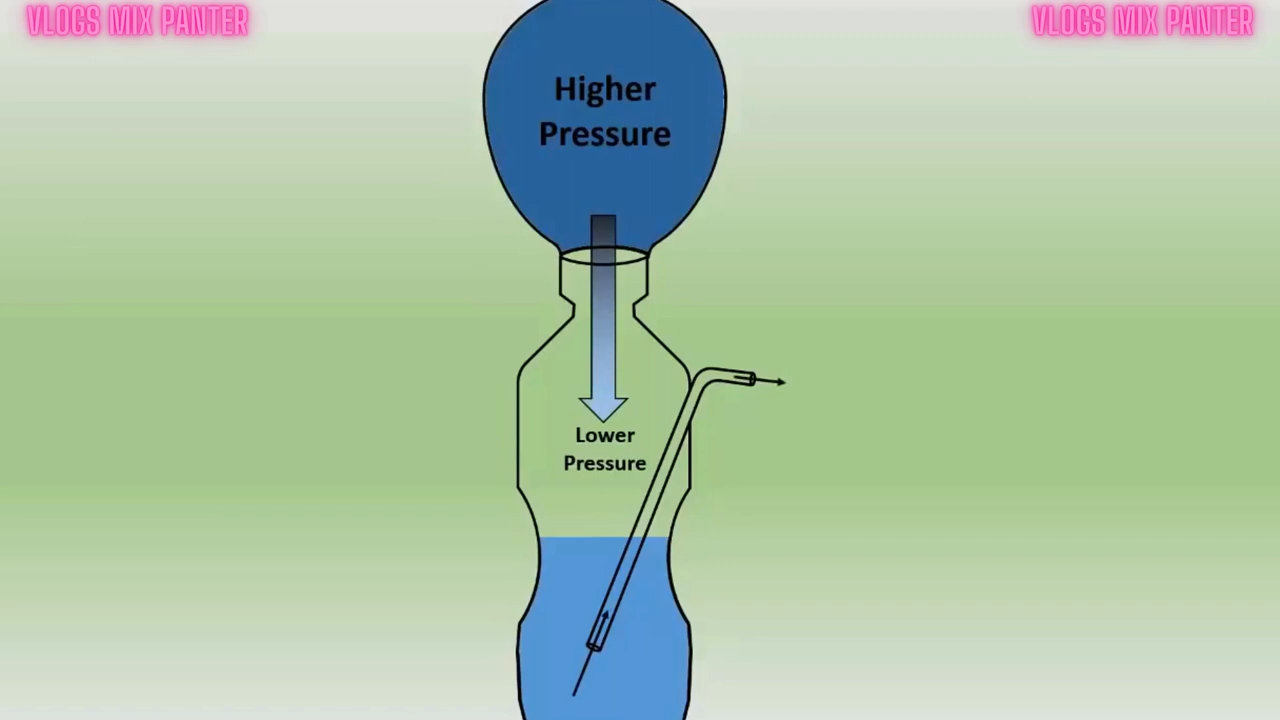 VLOGS MIX PANTER
VLOGS MIX PANTER
Higher
Pressure
Lower
Pressure